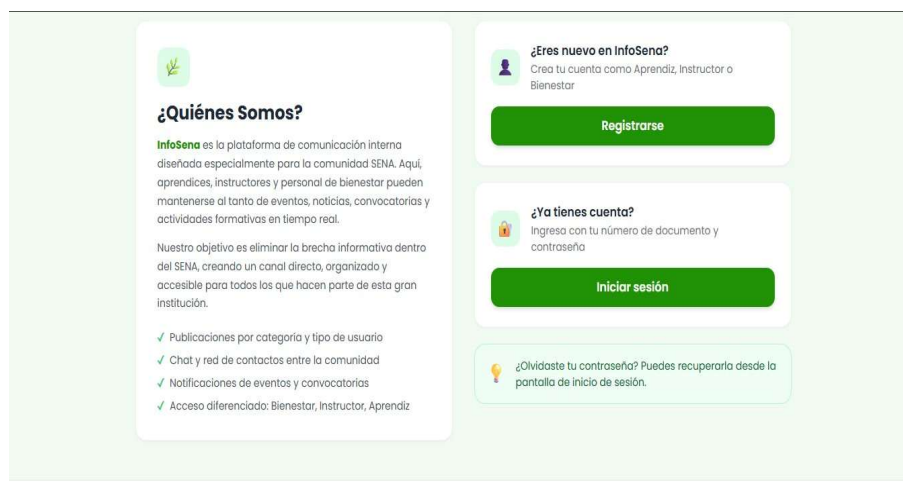 ¿Quiénes Somos?
InfoSena es la plataforma de comunicación interna
diseñada especialmente para la comunidad SENA. Aquí,
aprendices, instructores y personal de bienestar pueden
mantenerse al tanto de eventos, noticias, convocatorias y
actividades formativas en tiempo real.
Nuestro objetivo es eliminar la brecha informativa dentro
del SENA, creando un canal directo, organizado y
accesible para todos los que hacen parte de esta gran
institución.
✓ Publicaciones por categoría y tipo de usuario
✓ Chat y red de contactos entre la comunidad
✓ Notificaciones de eventos y convocatorias
✓ Acceso diferenciado: Bienestar, Instructor, Aprendiz
¿Eres nuevo en InfoSena?
Crea tu cuenta como Aprendiz, Instructor o
Bienestar
Registrarse
¿Ya tienes cuenta?
Ingresa con tu número de documento y
contraseña
Iniciar sesión
¿Olvidaste tu contraseña? Puedes recuperarla desde la
pantalla de inicio de sesión.